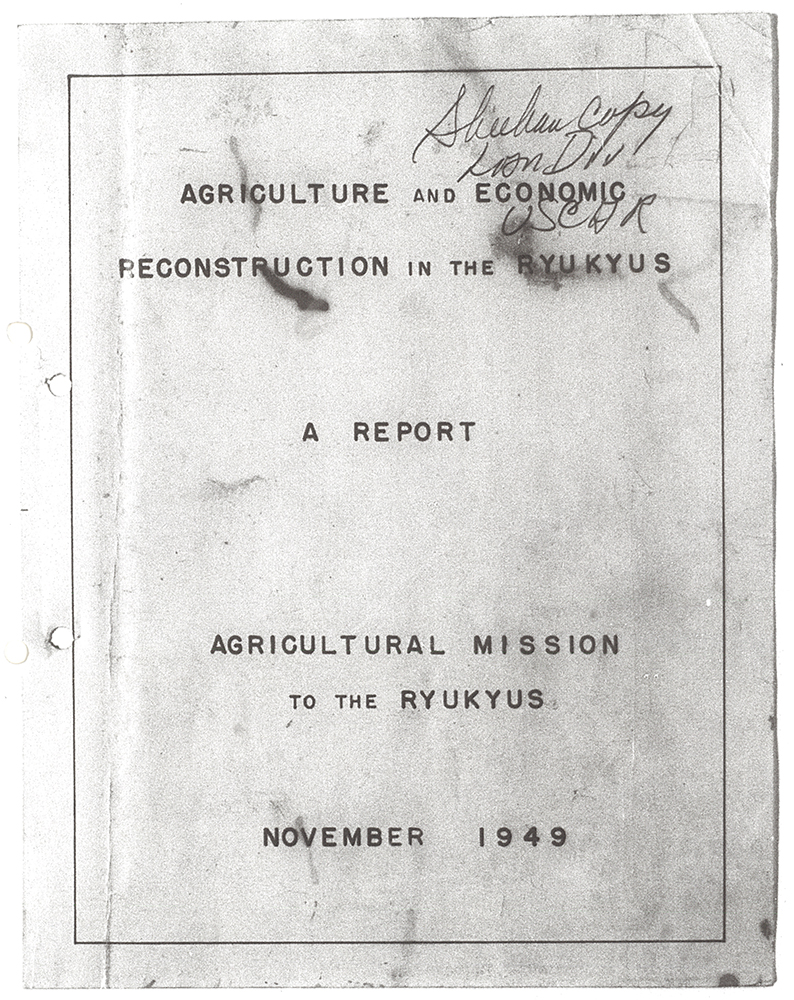 Sheehan Copy
Div
USCAR
AGRICULTURE AND ECONOMIC
RECONSTRUCTION IN THE RYUKYUS
A REPORT
AGRICULTURAL MISSION
TO THE RYUKYUS
NOVEMBER 1949